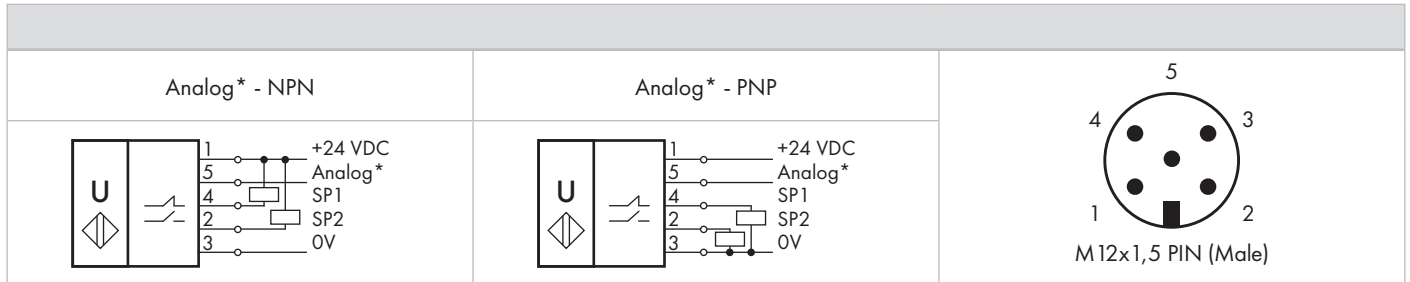 Analog* - NPN
U
1 +24 VDC
5 Analog*
4 SP1
2 SP2
3 0V
Analog* - PNP
U
1 +24 VDC
5 Analog*
4 SP1
2 SP2
3 0V
5
4 3
1 2
M12x1,5 PIN (Male)